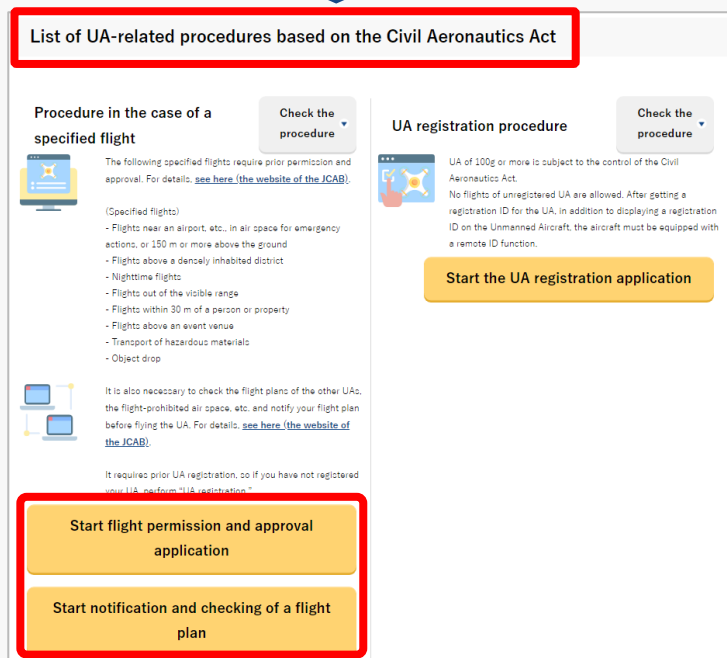 List of UA-related procedures based on the Civil Aeronautics Act
Procedure in the case of a
specified flight
Check the
procedure
The following specified flights require prior permission and
approval. For details, see here (the website of the JCAB).
(Specified flights)
- Flights near an airport, etc., in air space for emergency
actions, or 150 m or more above the ground
- Flights above a densely inhabited district
- Nighttime flights
- Flights out of the visible range
- Flights within 30 m of a person or property
- Flights above an event venue
- Transport of hazardous materials
- Object drop
It is also necessary to check the flight plans of the other UAs,
the flight-prohibited air space, etc. and notify your flight plan
before flying the UA. For details, see here (the website of
the JCAB).
It requires prior UA registration, so if you have not registered
your UA, perform "UA registration."
Start flight permission and approval
application
Start notification and checking of a flight
plan
UA registration procedure
Check the
procedure
UA of 100g or more is subject to the control of the Civil
Aeronautics Act.
No flights of unregistered UA are allowed. After getting a
registration ID for the UA, in addition to displaying a registration
ID on the Unmanned Aircraft, the aircraft must be equipped with
a remote ID function.
Start the UA registration application